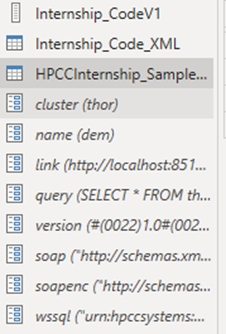 Internship_CodeV1
Internship_Code_XML
HPCCInternship_Sample...
cluster (thor)
name (dem)
link (http://localhost:851...
query (SELECT * FROM th...
version (#(0022)1.0#(002...
soap ("http://schemas.xm...
soapenc ("http://schemas...
wssql ("urn:hpccsystems:...